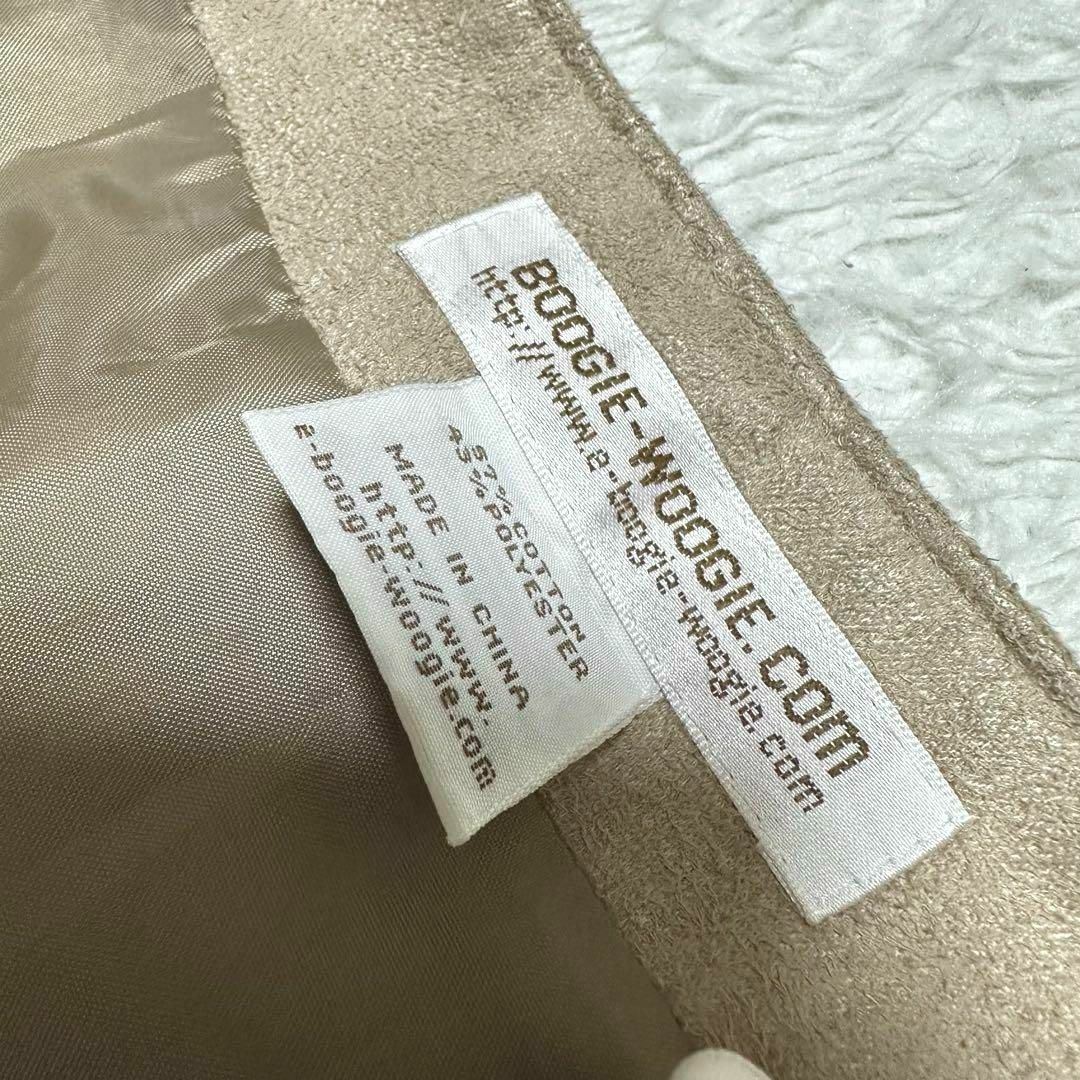 BOOGIE-WOOGIE.COM
http://www.e-boogie-woogie.com
57% COTTON
43% POLYESTER
MADE IN CHINA
http://www.
e-boogie-woogie.com